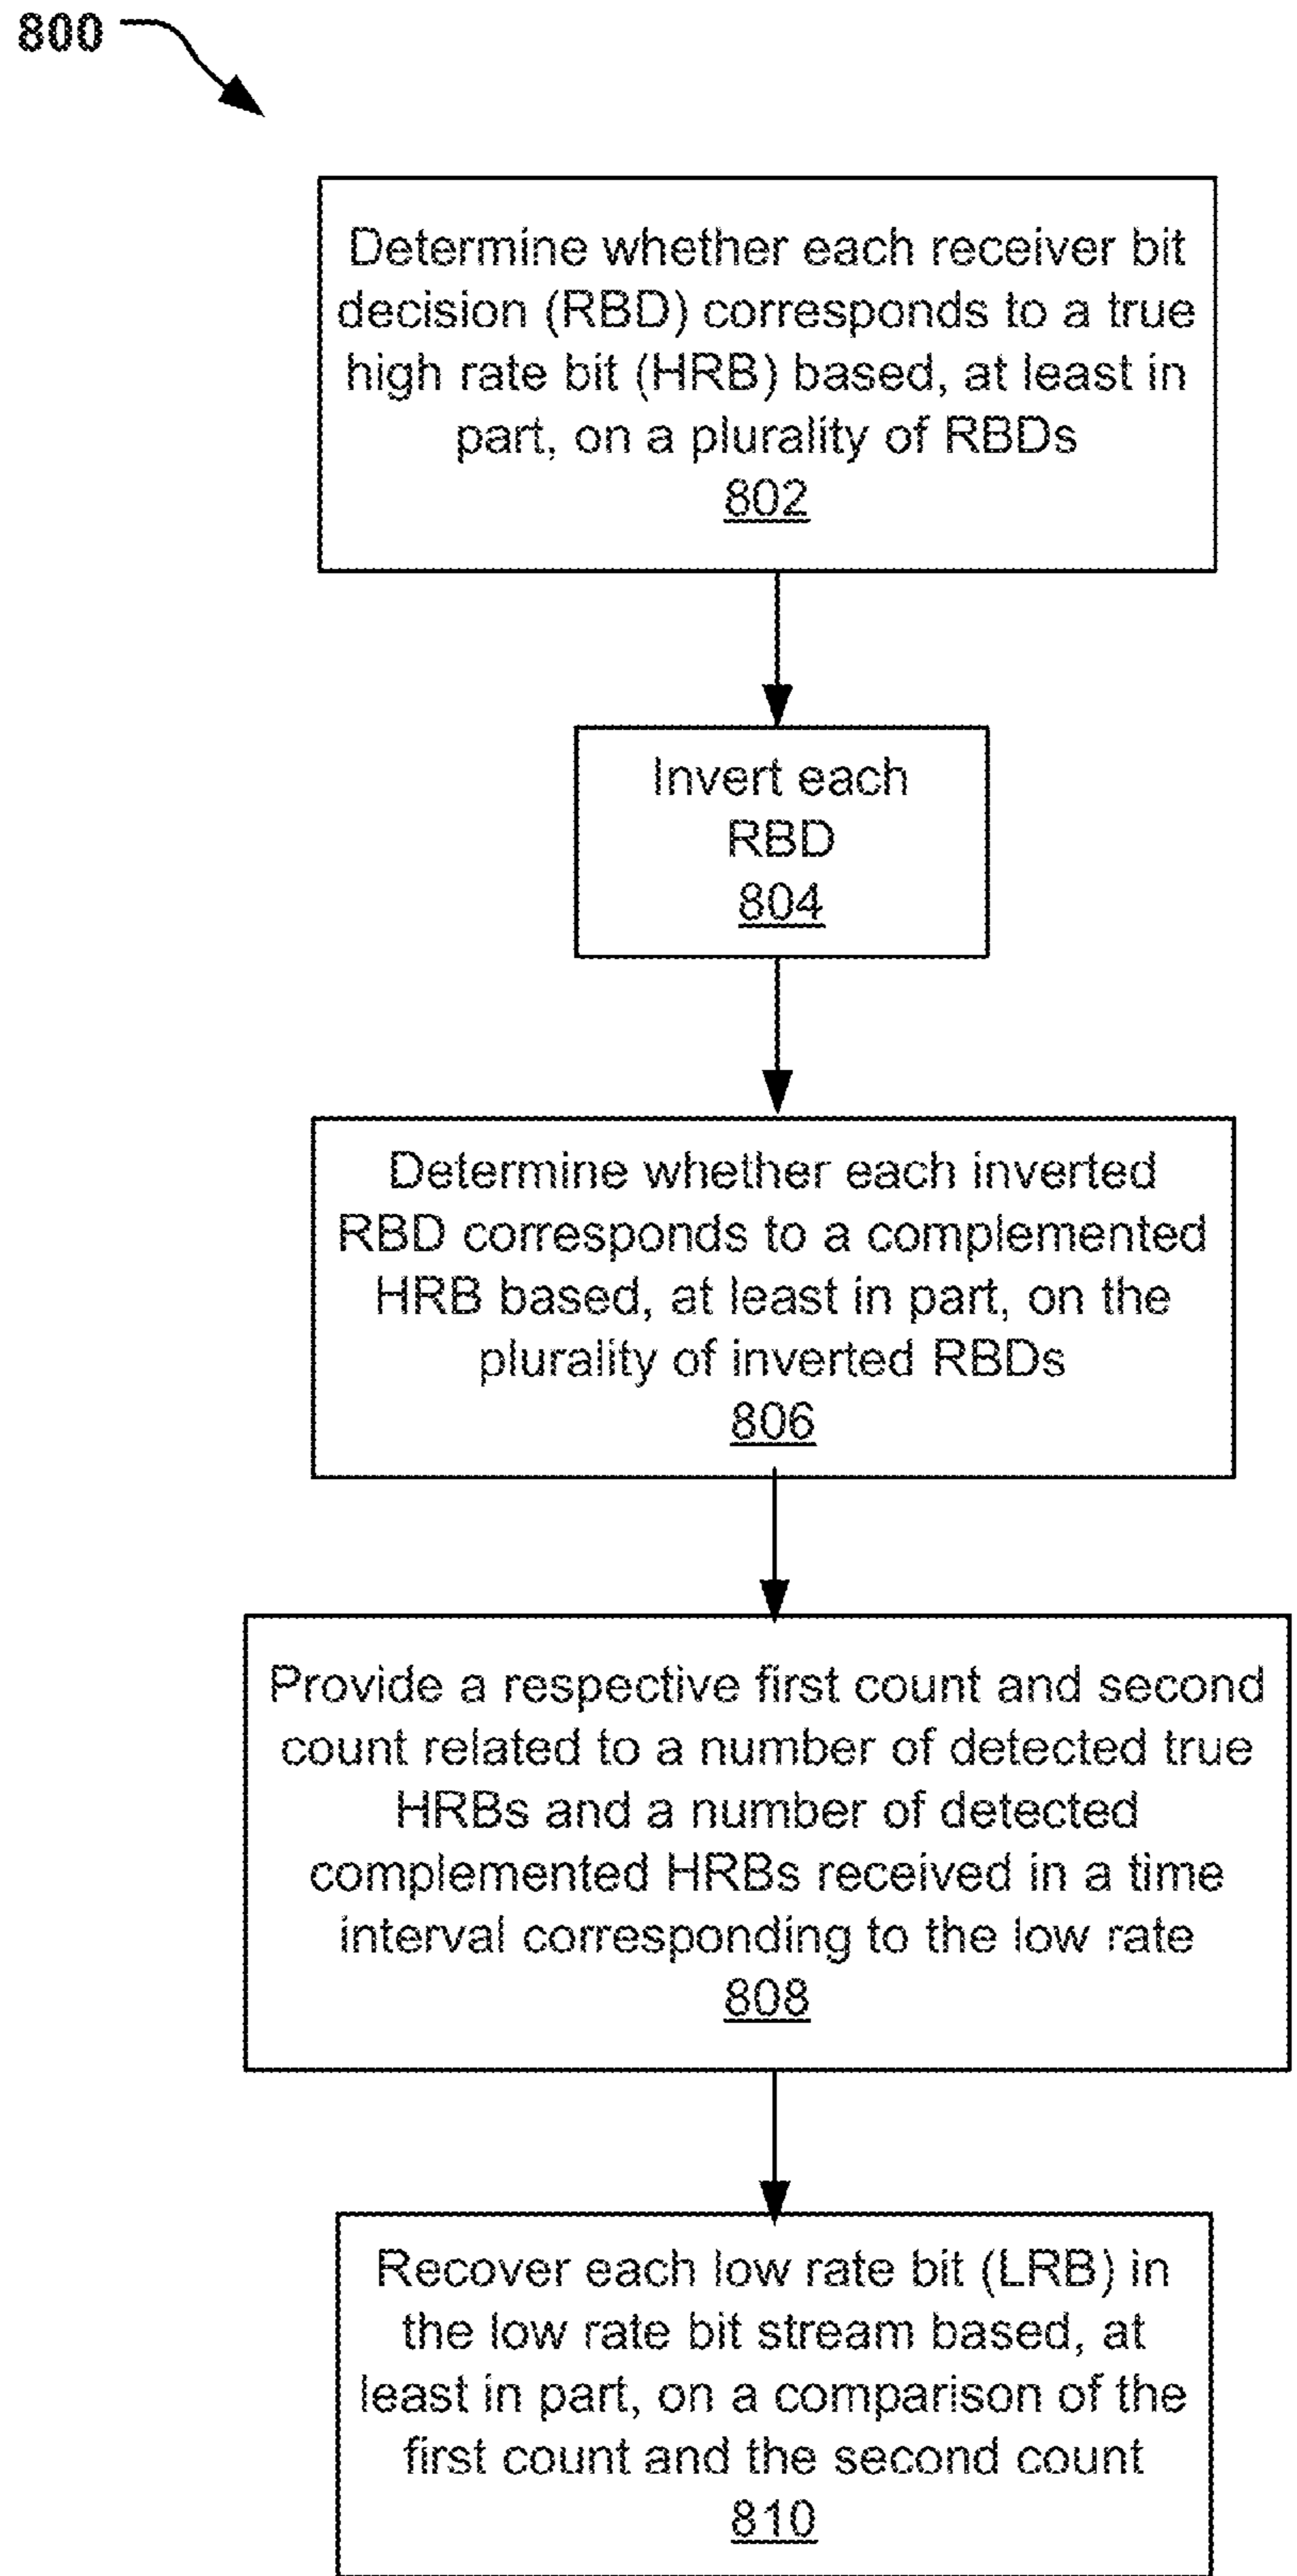 800
Determine whether each receiver bit
decision (RBD) corresponds to a true
high rate bit (HRB) based, at least in
part, on a plurality of RBDs
802
Invert each
RBD
804
Determine whether each inverted
RBD corresponds to a complemented
HRB based, at least in part, on the
plurality of inverted RBDs
806
Provide a respective first count and second
count related to a number of detected true
HRBs and a number of detected
complemented HRBs received in a time
interval corresponding to the low rate
808
Recover each low rate bit (LRB) in
the low rate bit stream based, at
least in part, on a comparison of the
first count and the second count
810